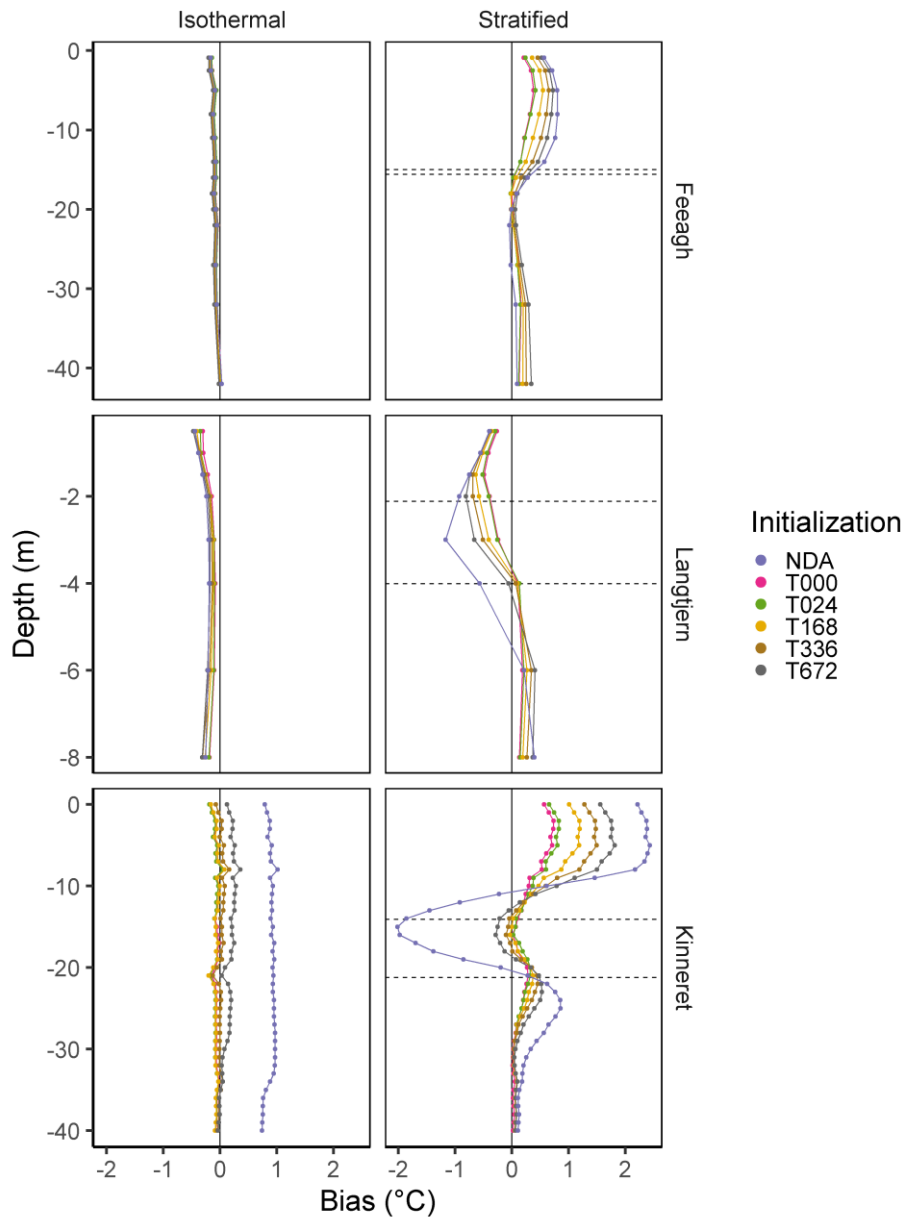 Isothermal
Stratified
0
-10
-20
-30
-40
Feeagh
-2
-4
-6
-8
Langtjern
0
-10
-20
-30
-40
Kinneret
Depth (m)
-2
-1
0
1
2
-2
-1
0
1
2
Bias (°C)
Initialization
NDA
T000
T024
T168
T336
T672